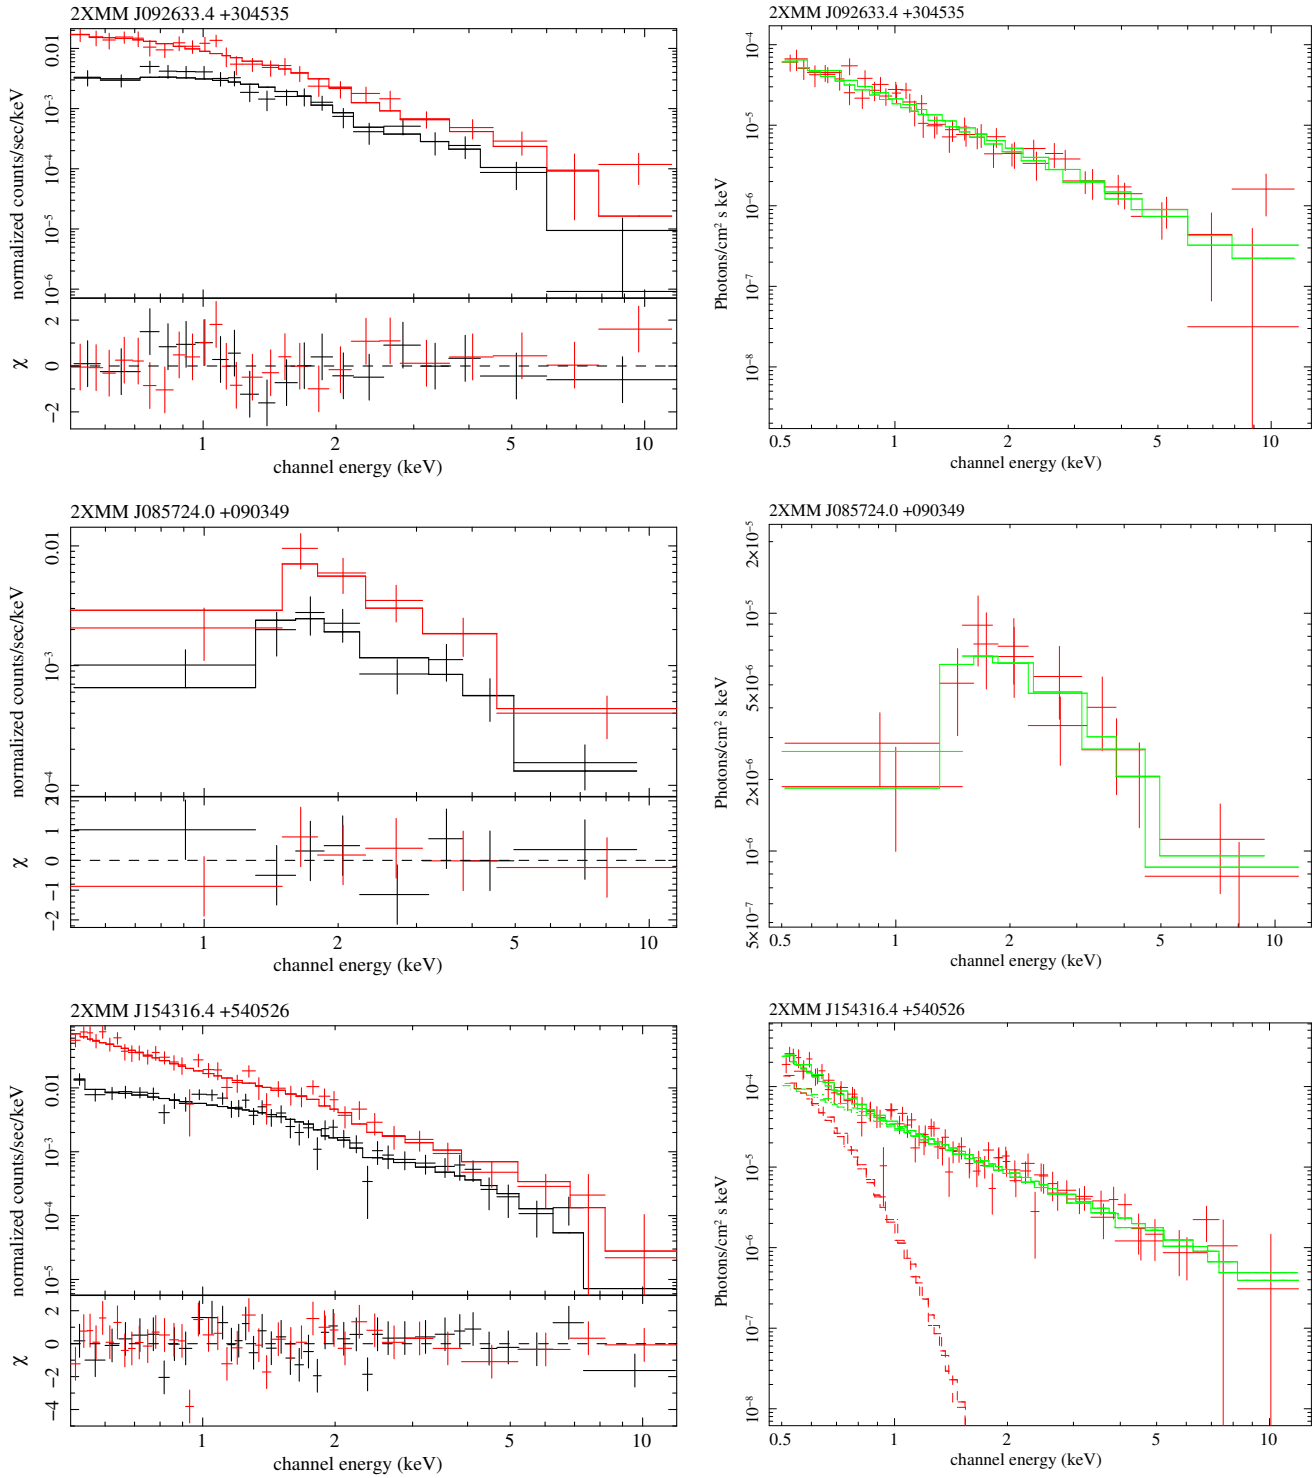 2XMM J092633.4 +304535
normalized counts/sec/keV
0.01
10⁻³
10⁻⁴
10⁻⁵
10⁻⁶
χ
2
0
−2
1 2 5 10
channel energy (keV)
2XMM J092633.4 +304535
Photons/cm² s keV
10⁻⁴
10⁻⁵
10⁻⁶
10⁻⁷
10⁻⁸
0.5 1 2 5 10
channel energy (keV)
2XMM J085724.0 +090349
normalized counts/sec/keV
0.01
10⁻³
10⁻⁴
χ
2
1
0
−1
−2
1 2 5 10
channel energy (keV)
2XMM J085724.0 +090349
Photons/cm² s keV
2×10⁻⁵
10⁻⁵
5×10⁻⁶
2×10⁻⁶
10⁻⁶
5×10⁻⁷
0.5 1 2 5 10
channel energy (keV)
2XMM J154316.4 +540526
normalized counts/sec/keV
0.01
10⁻³
10⁻⁴
10⁻⁵
χ
2
0
−2
−4
1 2 5 10
channel energy (keV)
2XMM J154316.4 +540526
Photons/cm² s keV
10⁻⁴
10⁻⁵
10⁻⁶
10⁻⁷
10⁻⁸
0.5 1 2 5 10
channel energy (keV)